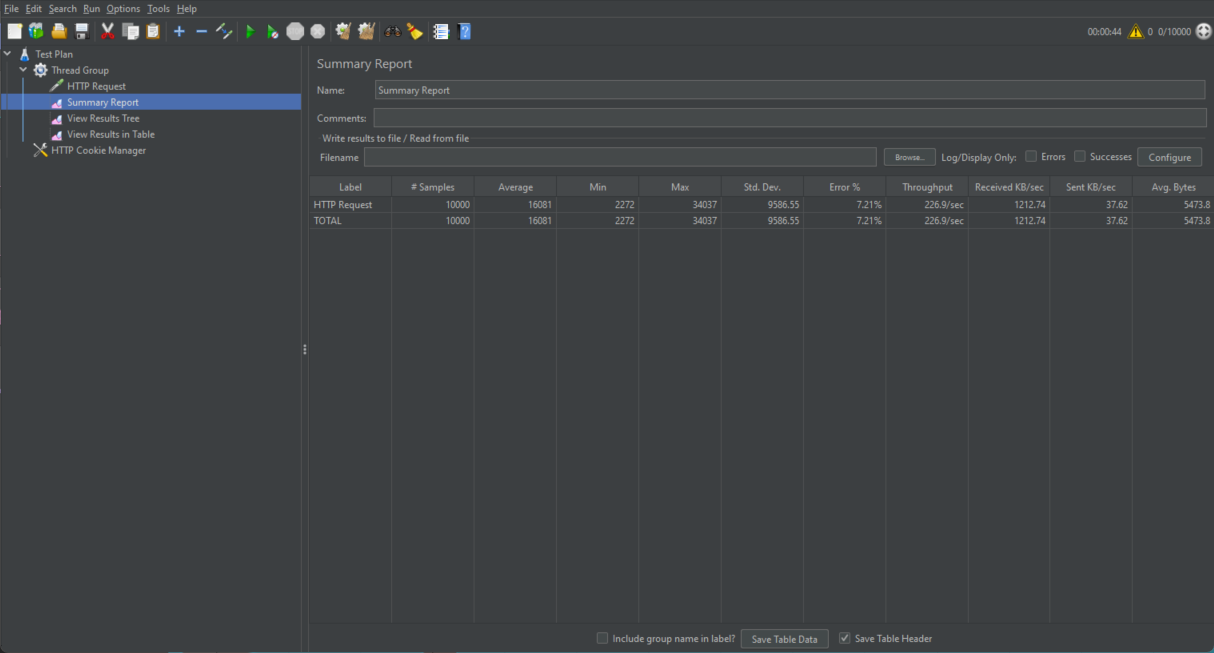 File Edit Search Run Options Tools Help
00:00:44 0 0/10000
Test Plan
Thread Group
HTTP Request
Summary Report
View Results Tree
View Results in Table
HTTP Cookie Manager
Summary Report
Name: Summary Report
Comments:
Write results to file / Read from file
Filename Browse... Log/Display Only: Errors Successes Configure
Label # Samples Average Min Max Std. Dev. Error % Throughput Received KB/sec Sent KB/sec Avg. Bytes
HTTP Request 10000 16081 2272 34037 9586.55 7.21% 226.9/sec 1212.74 37.62 5473.8
TOTAL 10000 16081 2272 34037 9586.55 7.21% 226.9/sec 1212.74 37.62 5473.8
Include group name in label? Save Table Data Save Table Header